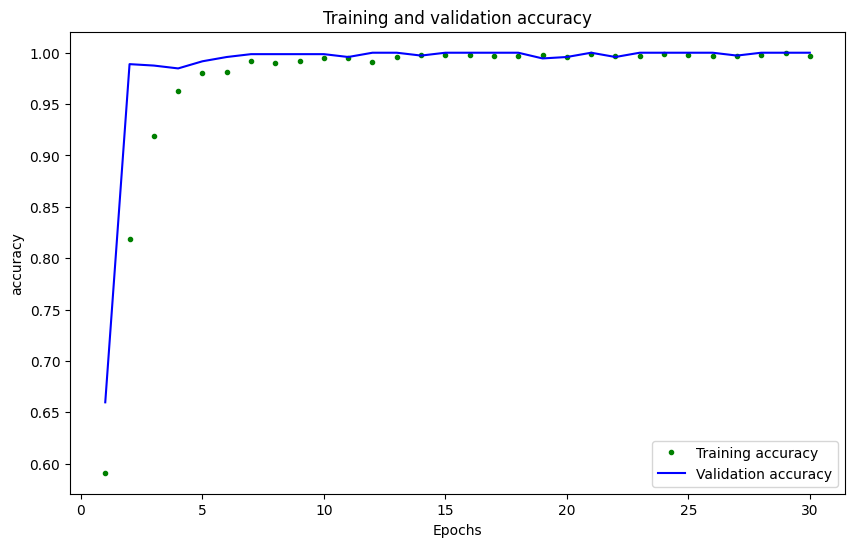 Training and validation accuracy
1.00
0.95
0.90
0.85
0.80
0.75
0.70
0.65
0.60
accuracy
Training accuracy
Validation accuracy
0 5 10 15 20 25 30
Epochs